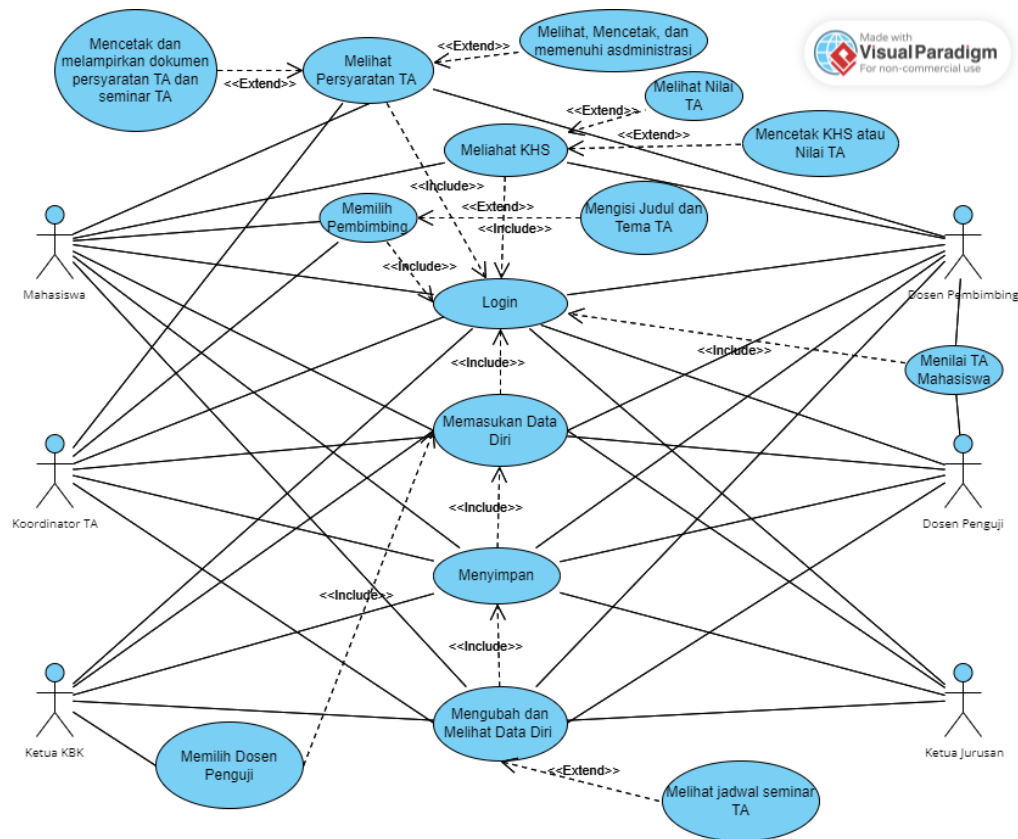 Mencetak dan
melampirkan dokumen
persyaratan TA dan
seminar TA
<<Extend>>
Melihat
Persyaratan TA
<<Extend>>
Melihat, Mencetak, dan
memenuhi asdministrasi
Made with
Visual Paradigm
For non-commercial use
Melihat Nilai
TA
<<Extend>>
Meliahat KHS
<<Extend>>
Mencetak KHS atau
Nilai TA
<<Include>>
Memilih
Pembimbing
<<Extend>>
Mengisi Judul dan
Tema TA
<<Include>>
<<Include>>
Mahasiswa
Login
Dosen Pembimbing
<<Include>>
<<Include>>
Menilai TA
Mahasiswa
Memasukan Data
Diri
Koordinator TA
Dosen Penguji
<<Include>>
Menyimpan
<<Include>>
<<Include>>
Ketua KBK
Memilih Dosen
Penguji
Mengubah dan
Melihat Data Diri
Ketua Jurusan
<<Extend>>
Melihat jadwal seminar
TA